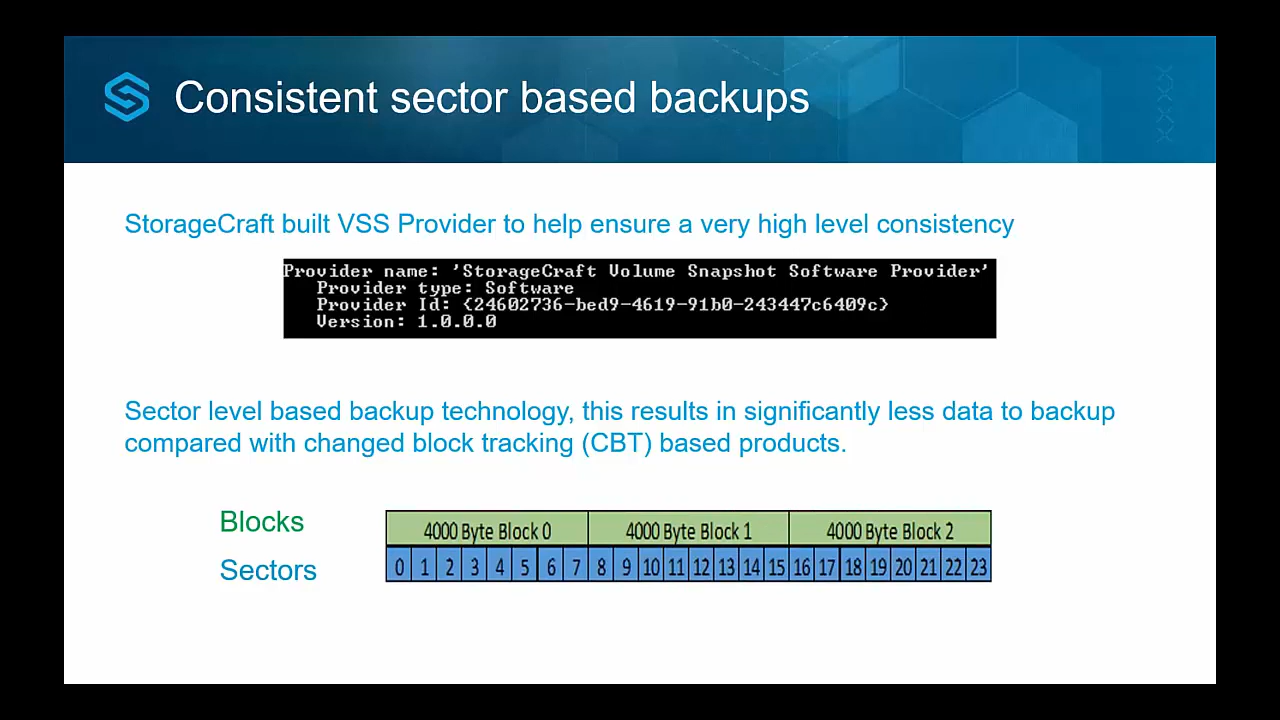 Consistent sector based backups
StorageCraft built VSS Provider to help ensure a very high level consistency
Provider name: 'StorageCraft Volume Snapshot Software Provider'
Provider type: Software
Provider Id: {24602736-bed9-4619-91b0-243447c6409c}
Version: 1.0.0.0
Sector level based backup technology, this results in significantly less data to backup
compared with changed block tracking (CBT) based products.
Blocks 4000 Byte Block 0 4000 Byte Block 1 4000 Byte Block 2
Sectors 0 1 2 3 4 5 6 7 8 9 10 11 12 13 14 15 16 17 18 19 20 21 22 23